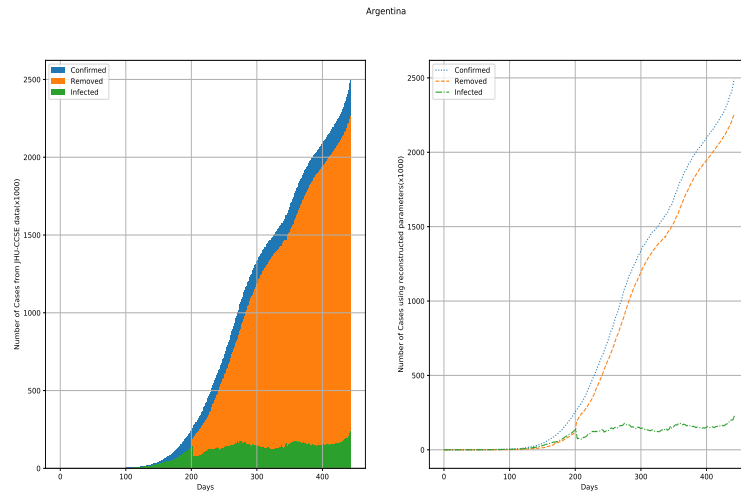 Argentina
Number of Cases from JHU-CCSE data(x1000)
2500
2000
1500
1000
500
0
Confirmed
Removed
Infected
0
100
200
300
400
Days
Number of Cases using reconstructed parameters(x1000)
2500
2000
1500
1000
500
0
Confirmed
Removed
Infected
0
100
200
300
400
Days